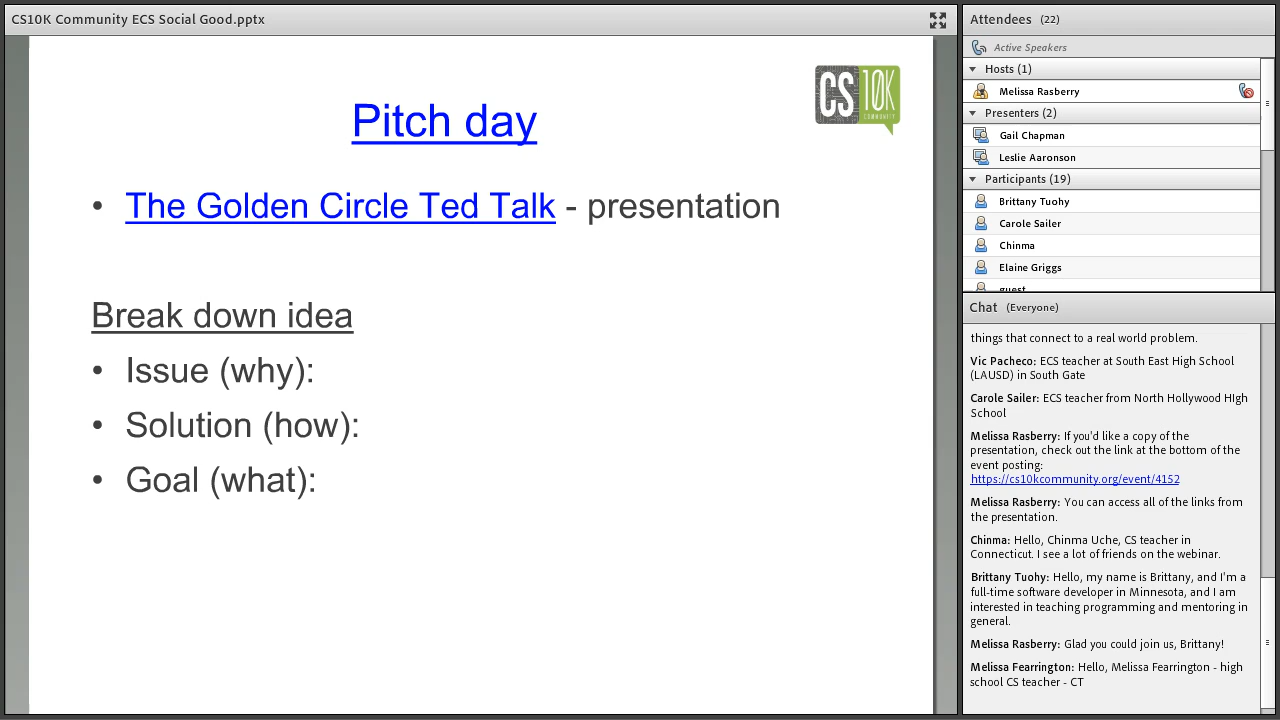 CS10K Community ECS Social Good.pptx
CS 10K
COMMUNITY
Pitch day
• The Golden Circle Ted Talk - presentation
Break down idea
• Issue (why):
• Solution (how):
• Goal (what):
Attendees (22)
Active Speakers
Hosts (1)
Melissa Rasberry
Presenters (2)
Gail Chapman
Leslie Aaronson
Participants (19)
Brittany Tuohy
Carole Sailer
Chinma
Elaine Griggs
guest
Chat (Everyone)
things that connect to a real world problem.
Vic Pacheco: ECS teacher at South East High School
(LAUSD) in South Gate
Carole Sailer: ECS teacher from North Hollywood HIgh
School
Melissa Rasberry: If you'd like a copy of the
presentation, check out the link at the bottom of the
event posting:
https://cs10kcommunity.org/event/4152
Melissa Rasberry: You can access all of the links from
the presentation.
Chinma: Hello, Chinma Uche, CS teacher in
Connecticut. I see a lot of friends on the webinar.
Brittany Tuohy: Hello, my name is Brittany, and I'm a
full-time software developer in Minnesota, and I am
interested in teaching programming and mentoring in
general.
Melissa Rasberry: Glad you could join us, Brittany!
Melissa Fearrington: Hello, Melissa Fearrington - high
school CS teacher - CT